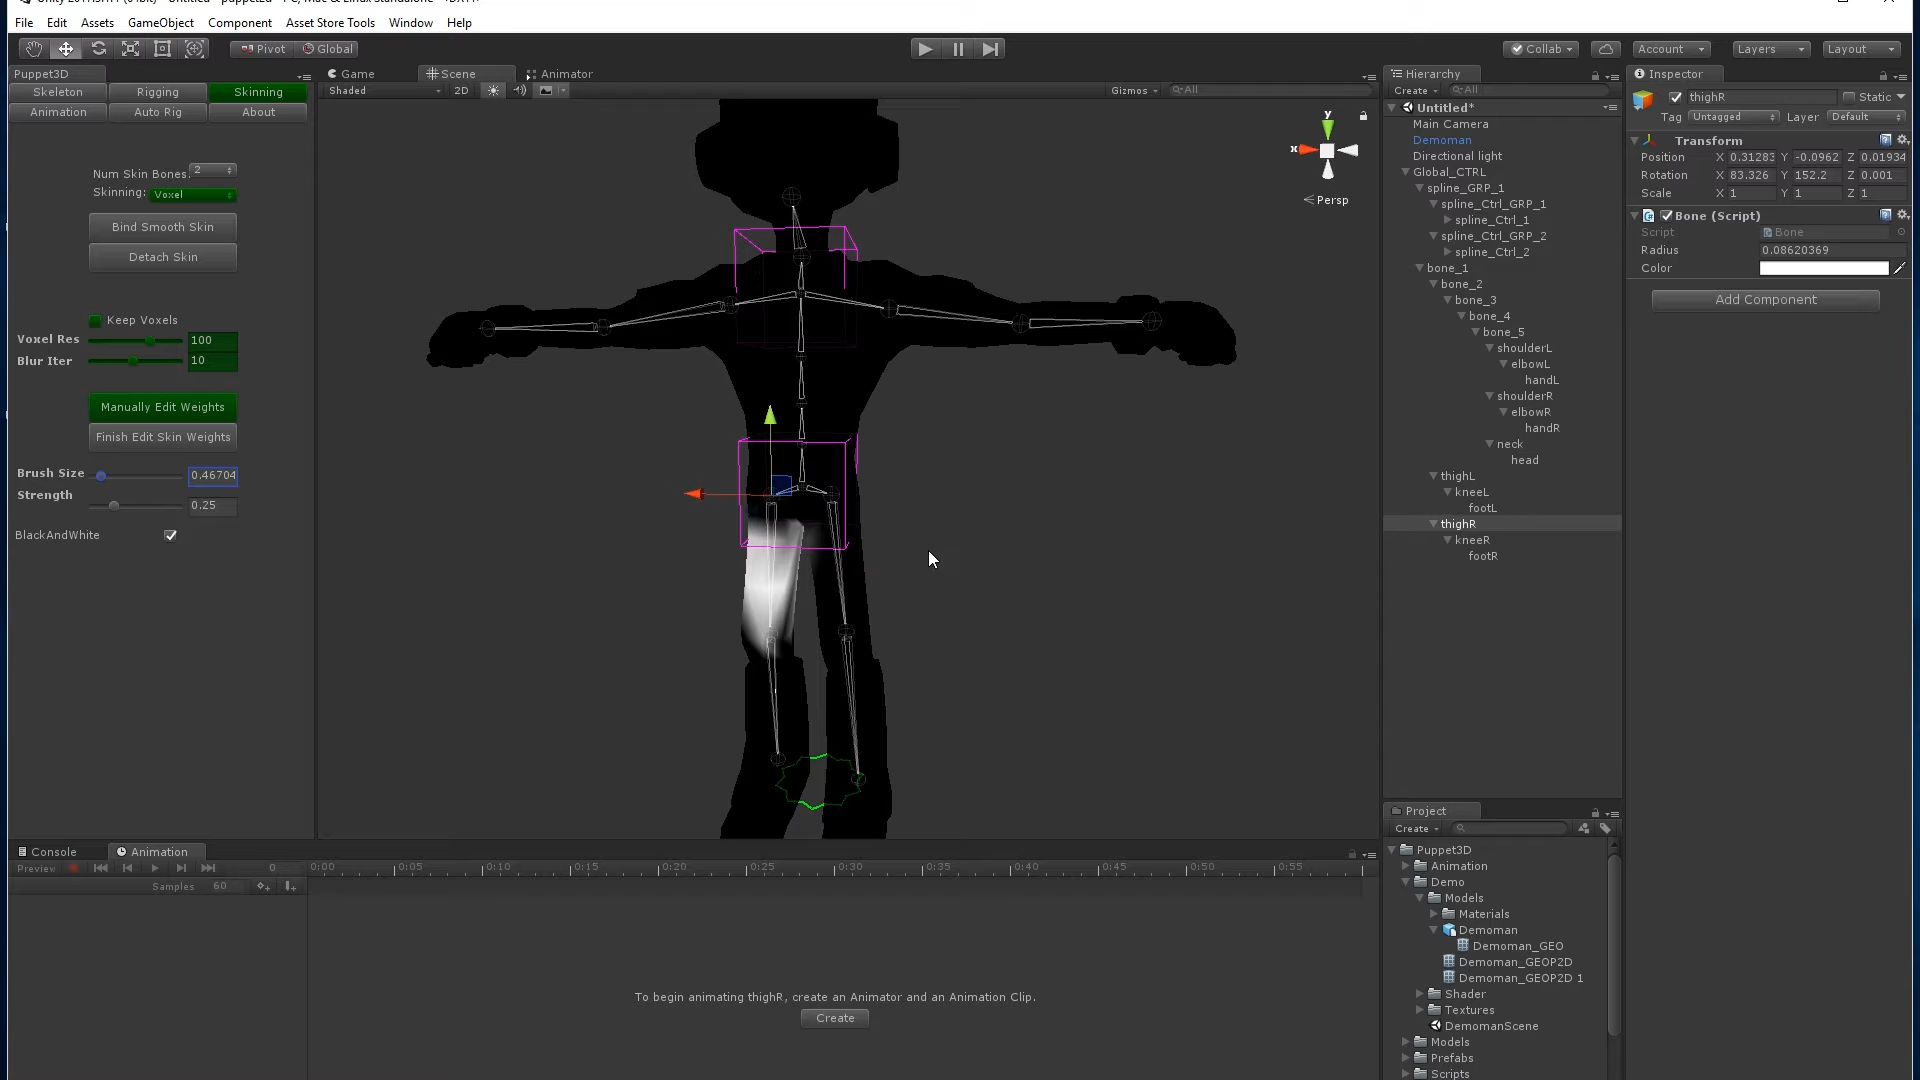 File Edit Assets GameObject Component Asset Store Tools Window Help
Pivot Global
Collab Account Layers Layout
Puppet3D
Skeleton Rigging Skinning
Animation Auto Rig About
Num Skin Bones: 2
Skinning: Voxel
Bind Smooth Skin
Detach Skin
Keep Voxels
Voxel Res 100
Blur Iter 10
Manually Edit Weights
Finish Edit Skin Weights
Brush Size 0.46704
Strength 0.25
BlackAndWhite
Game Scene Animator
Shaded 2D Gizmos All
y
x
Persp
Hierarchy
Create All
Untitled*
Main Camera
Demoman
Directional light
Global_CTRL
spline_GRP_1
spline_Ctrl_GRP_1
spline_Ctrl_1
spline_Ctrl_GRP_2
spline_Ctrl_2
bone_1
bone_2
bone_3
bone_4
bone_5
shoulderL
elbowL
handL
shoulderR
elbowR
handR
neck
head
thighL
kneeL
footL
thighR
kneeR
footR
Inspector
thighR Static
Tag Untagged Layer Default
Transform
Position X 0.31283 Y -0.0962 Z 0.01934
Rotation X 83.326 Y 152.2 Z 0.001
Scale X 1 Y 1 Z 1
Bone (Script)
Script Bone
Radius 0.08620369
Color
Add Component
Console Animation
Preview 0 0:00 0:05 0:10 0:15 0:20 0:25 0:30 0:35 0:40 0:45 0:50 0:55
Samples 60
To begin animating thighR, create an Animator and an Animation Clip.
Create
Project
Create
Puppet3D
Animation
Demo
Models
Materials
Demoman
Demoman_GEO
Demoman_GEOP2D
Demoman_GEOP2D 1
Shader
Textures
DemomanScene
Models
Prefabs
Scripts